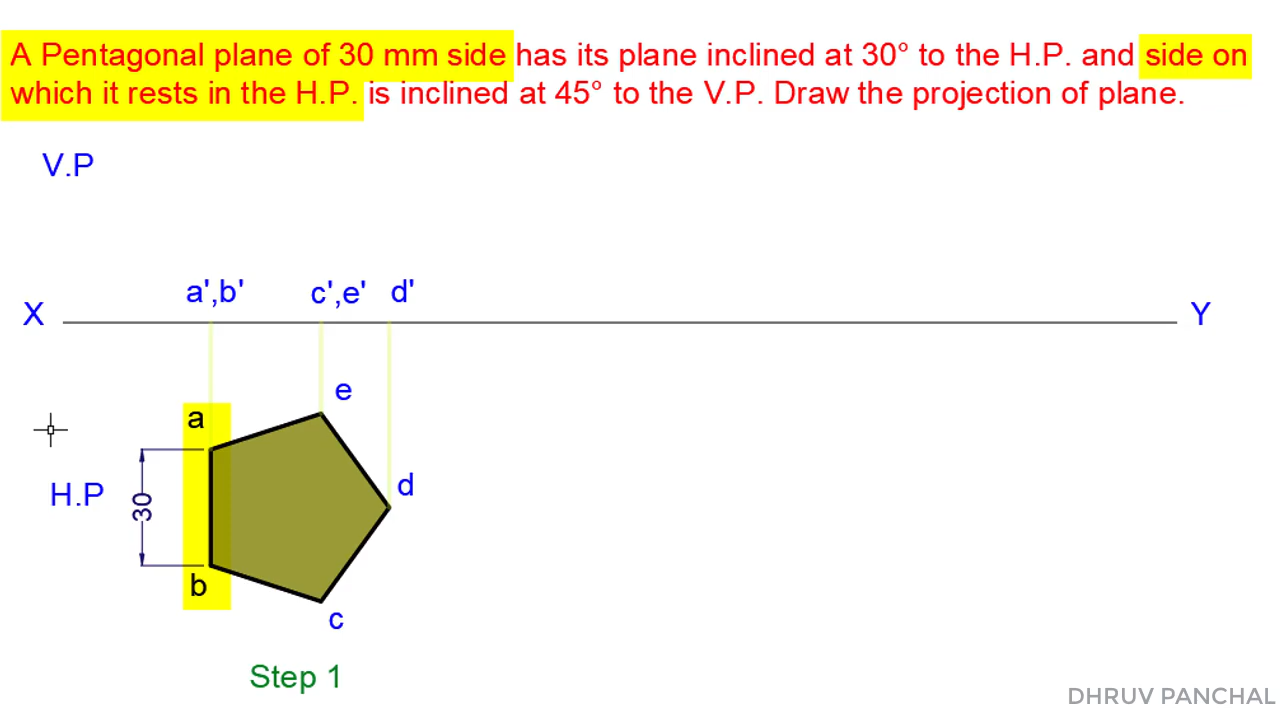 A Pentagonal plane of 30 mm side has its plane inclined at 30° to the H.P. and side on
which it rests in the H.P. is inclined at 45° to the V.P. Draw the projection of plane.
V.P
a',b' c',e' d'
X Y
e
a
d
H.P 30
b
c
Step 1
DHRUV PANCHAL